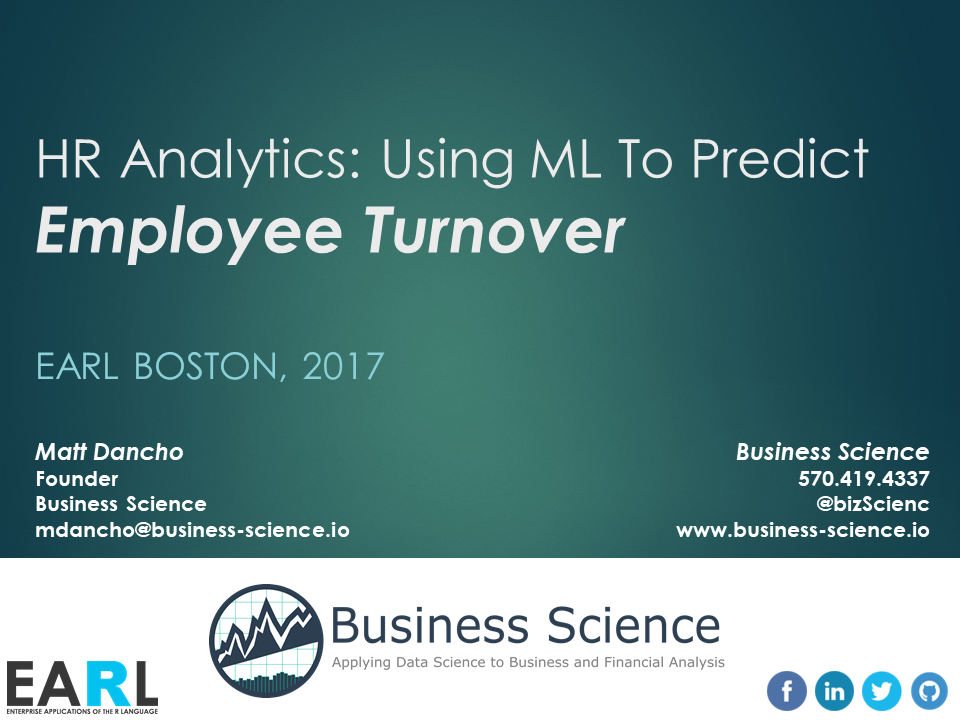 HR Analytics: Using ML To Predict
Employee Turnover
EARL BOSTON, 2017
Matt Dancho
Founder
Business Science
mdancho@business-science.io
Business Science
570.419.4337
@bizScienc
www.business-science.io
Business Science
Applying Data Science to Business and Financial Analysis
EARL
ENTERPRISE APPLICATIONS OF THE R LANGUAGE
f
in